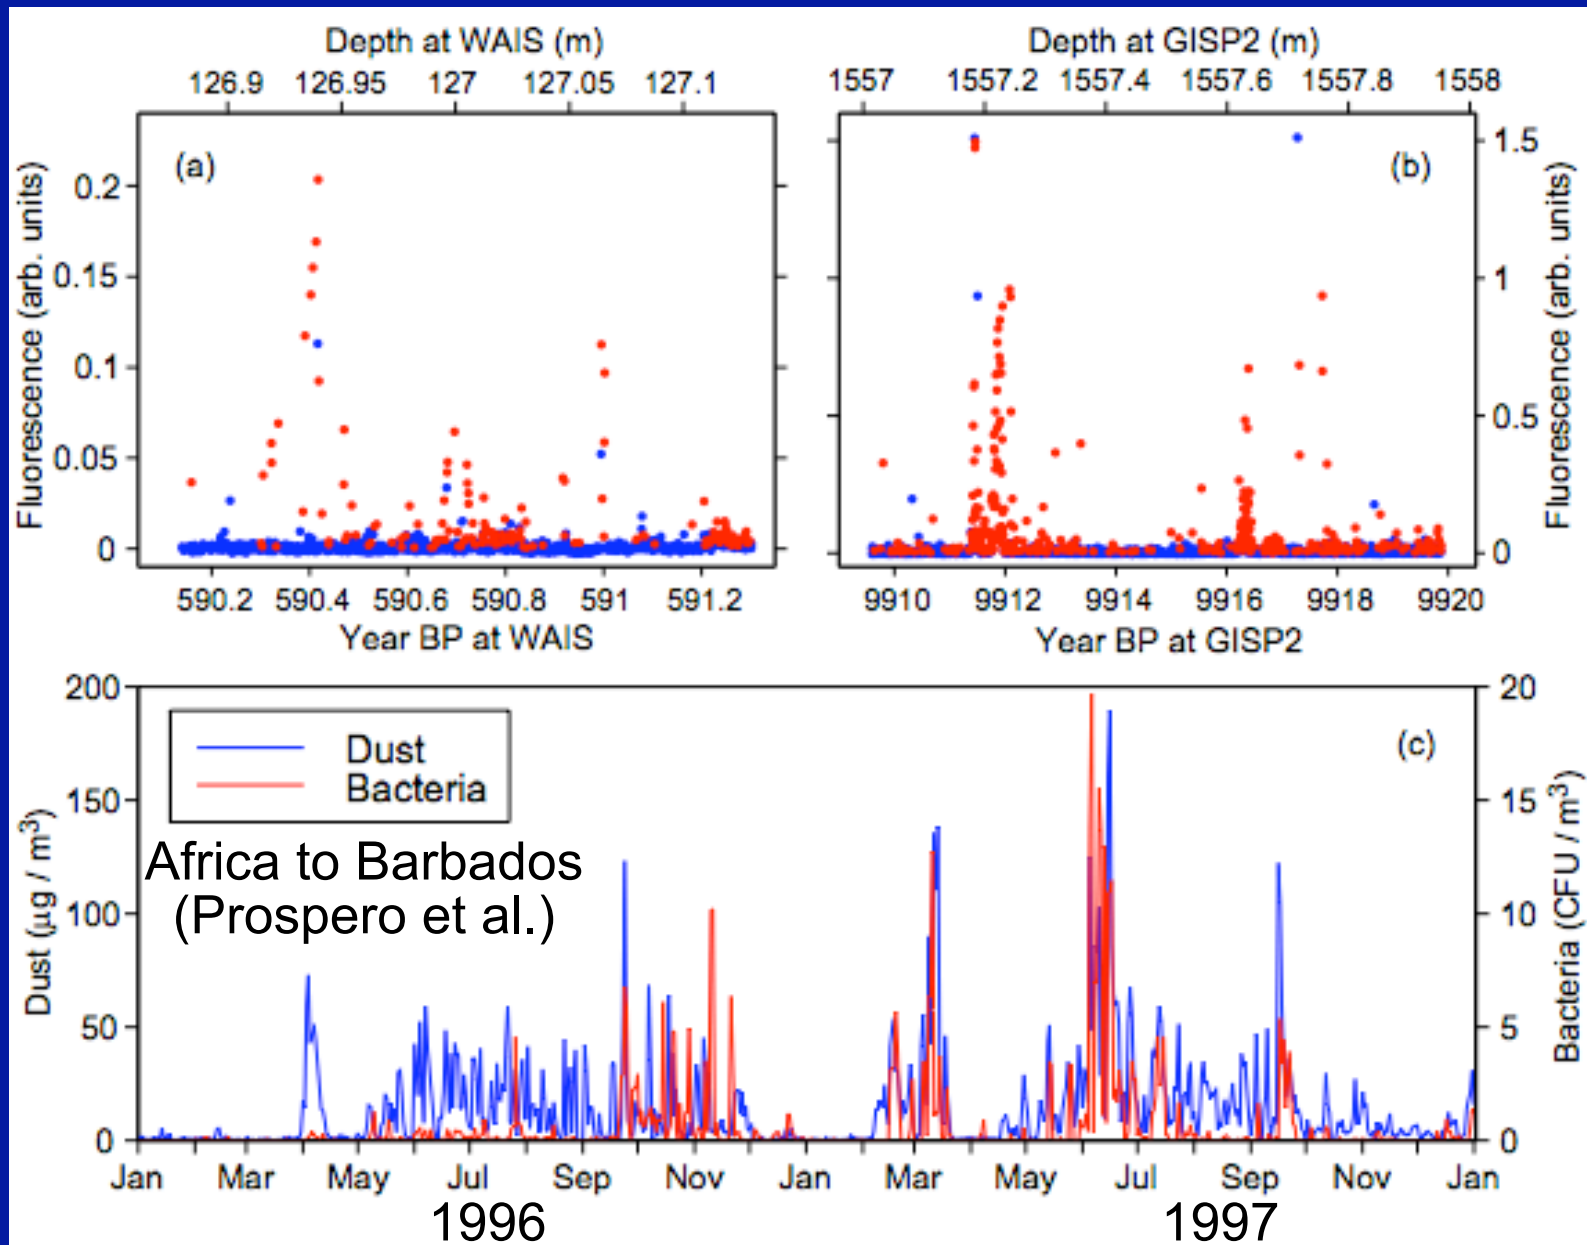 Depth at WAIS (m)
126.9 126.95 127 127.05 127.1
Depth at GISP2 (m)
1557 1557.2 1557.4 1557.6 1557.8 1558
(a)
Fluorescence (arb. units)
0.2
0.15
0.1
0.05
0
590.2 590.4 590.6 590.8 591 591.2
Year BP at WAIS
(b)
1.5
1
0.5
0
Fluorescence (arb. units)
9910 9912 9914 9916 9918 9920
Year BP at GISP2
200
150
100
50
0
Dust (μg / m³)
Dust
Bacteria
Africa to Barbados
(Prospero et al.)
(c)
20
15
10
5
0
Bacteria (CFU / m³)
Jan Mar May Jul Sep Nov Jan Mar May Jul Sep Nov Jan
1996 1997